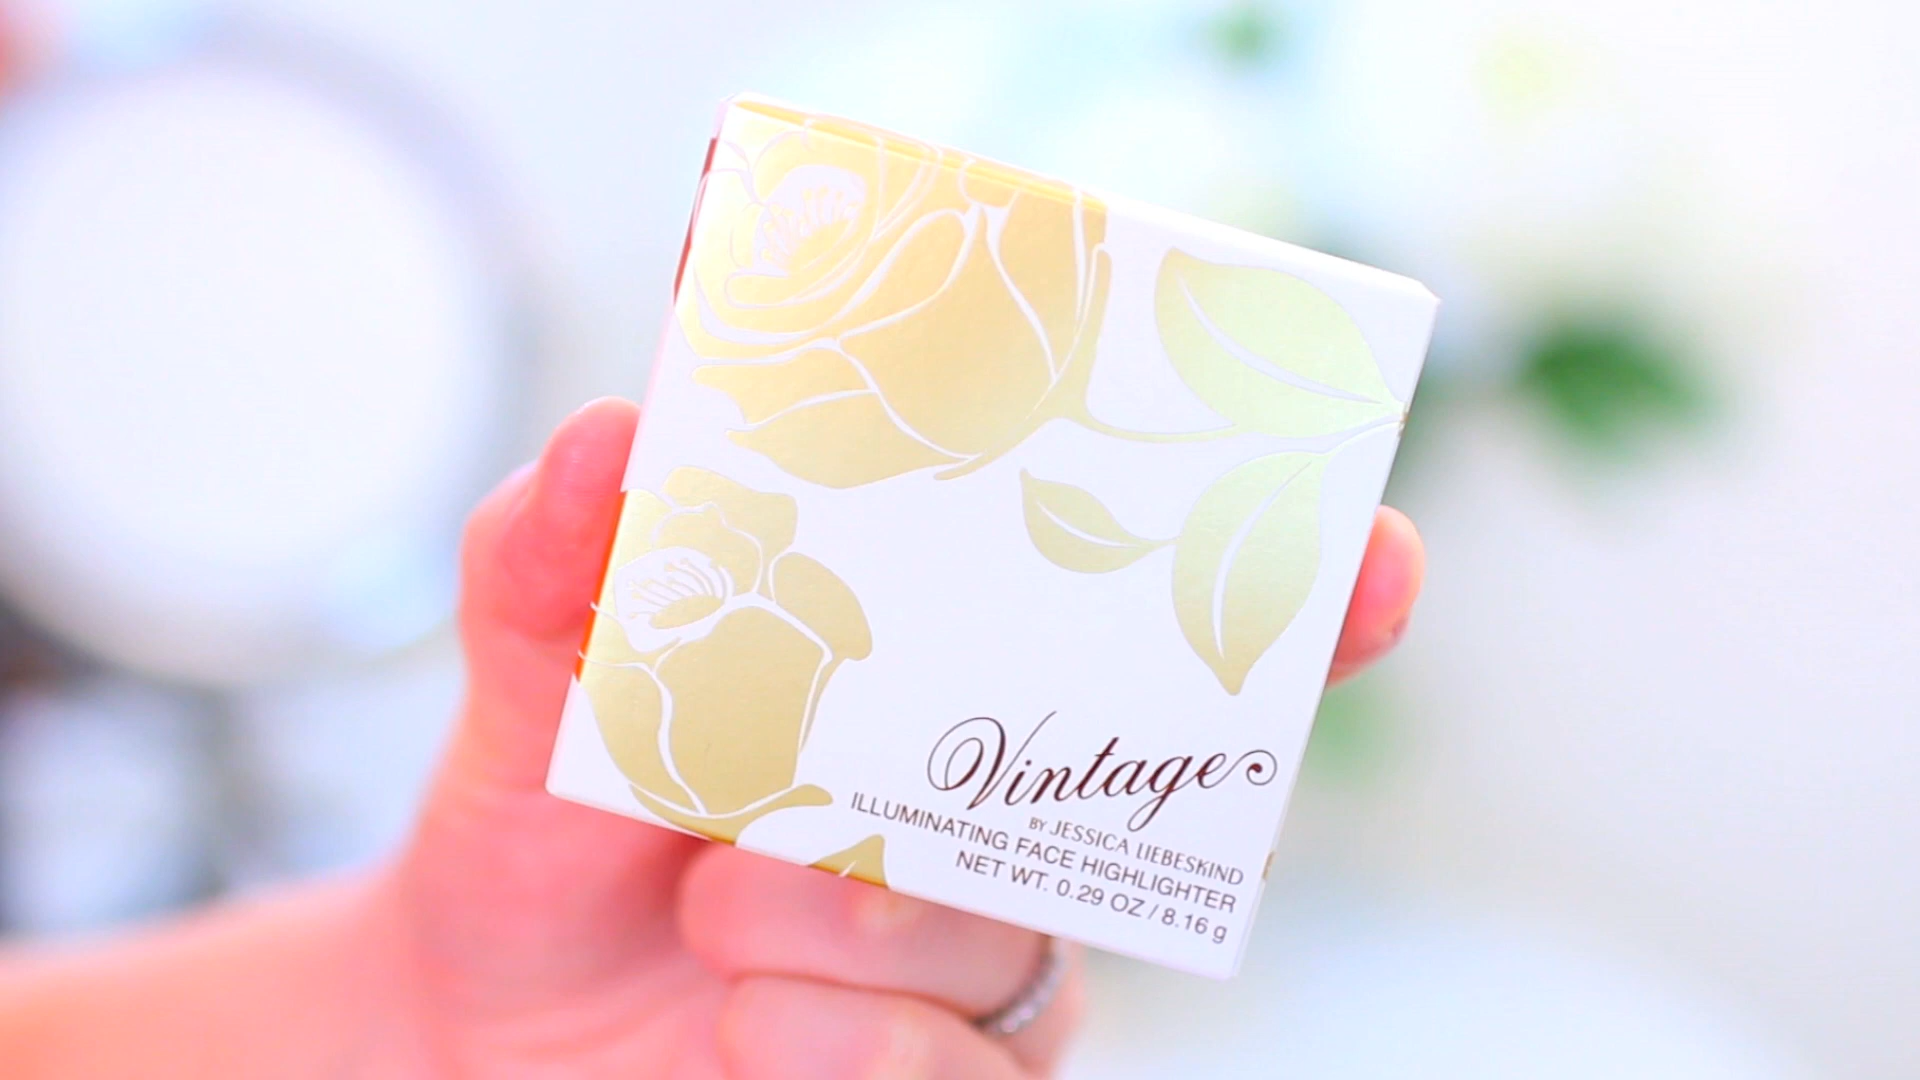 Vintage
BY JESSICA LIEBESKIND
ILLUMINATING FACE HIGHLIGHTER
NET WT. 0.29 OZ / 8.16 g